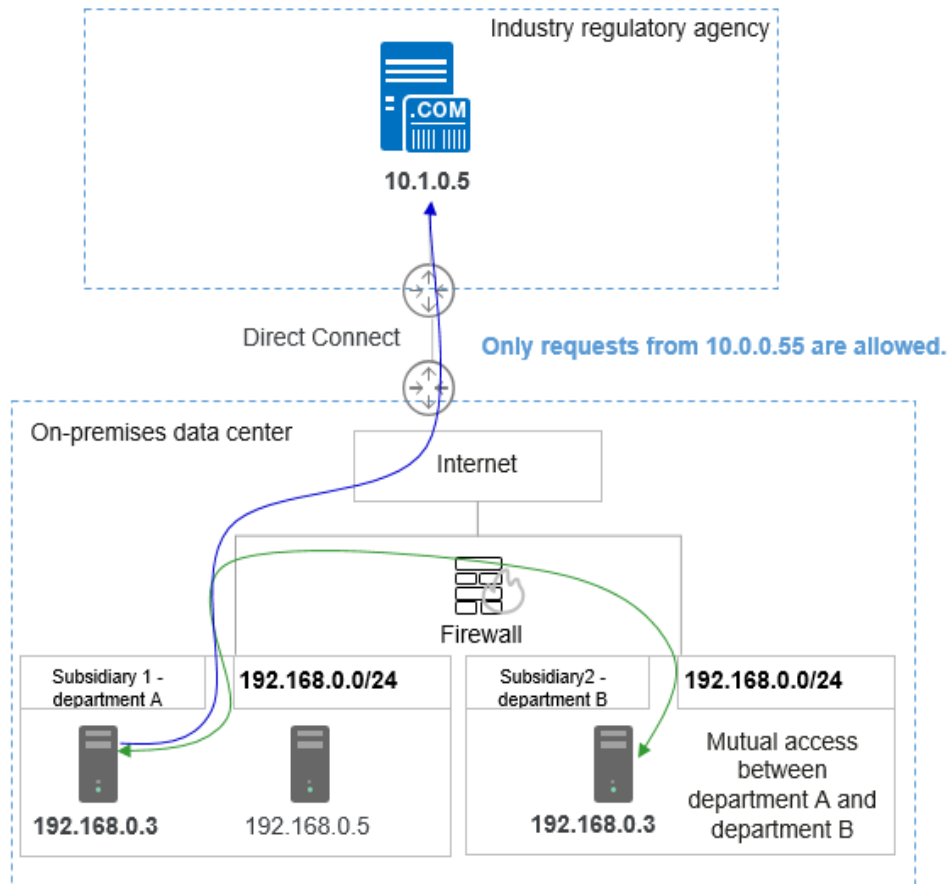 Industry regulatory agency
.COM
10.1.0.5
Direct Connect
Only requests from 10.0.0.55 are allowed.
On-premises data center
Internet
Firewall
Subsidiary 1 -
department A
192.168.0.0/24
Subsidiary2 -
department B
192.168.0.0/24
192.168.0.3
192.168.0.5
192.168.0.3
Mutual access
between
department A and
department B